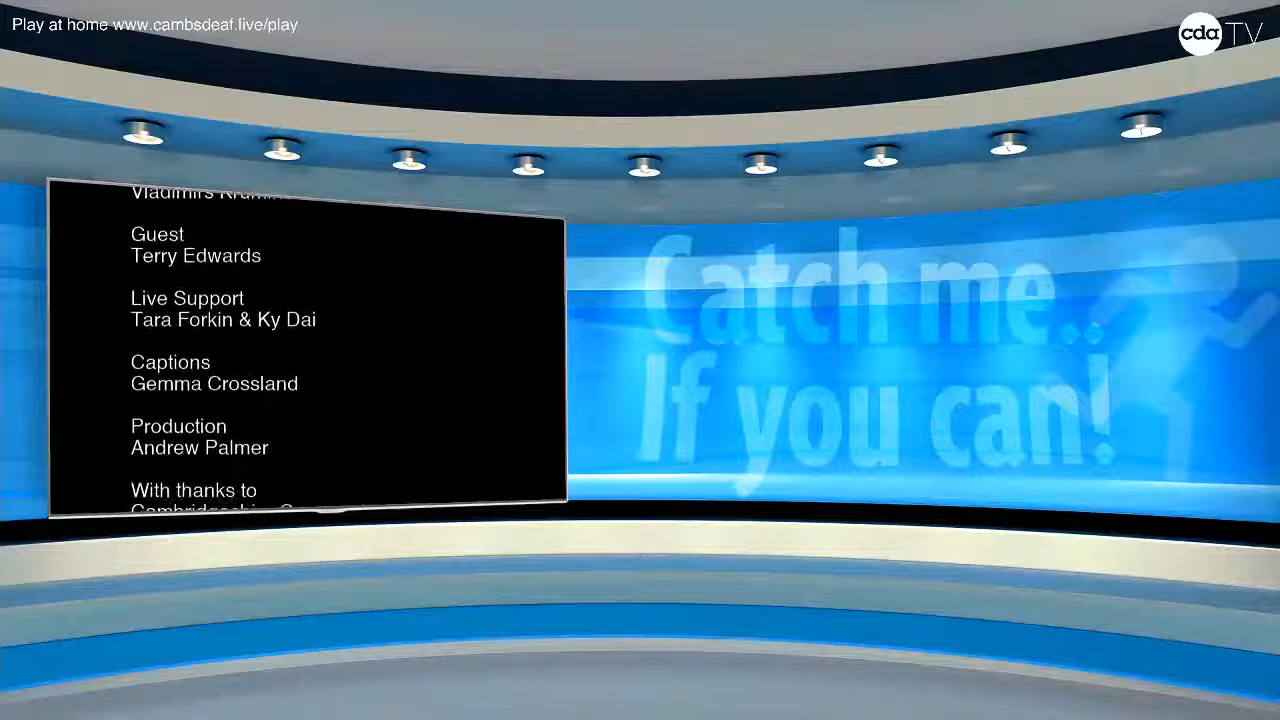 Play at home www.cambsdeaf.live/play
cda TV
Guest
Terry Edwards
Live Support
Tara Forkin & Ky Dai
Captions
Gemma Crossland
Production
Andrew Palmer
With thanks to
Catch me..
If you can!